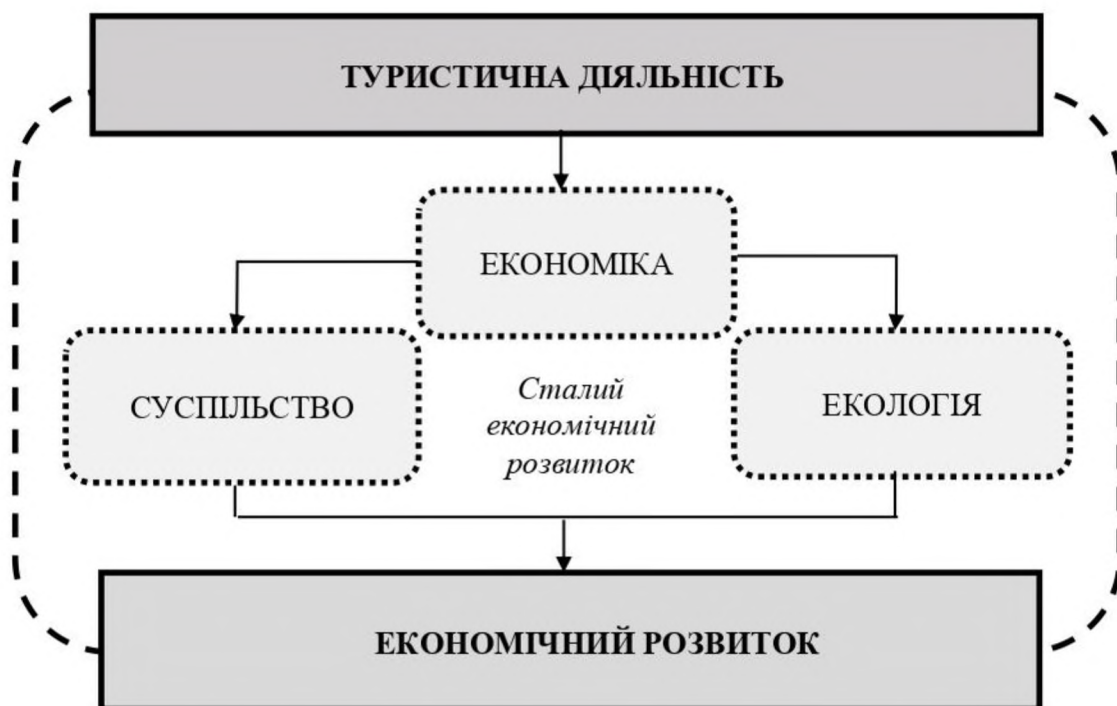 ТУРИСТИЧНА ДІЯЛЬНІСТЬ
ЕКОНОМІКА
СУСПІЛЬСТВО
Сталий
економічний
розвиток
ЕКОЛОГІЯ
ЕКОНОМІЧНИЙ РОЗВИТОК